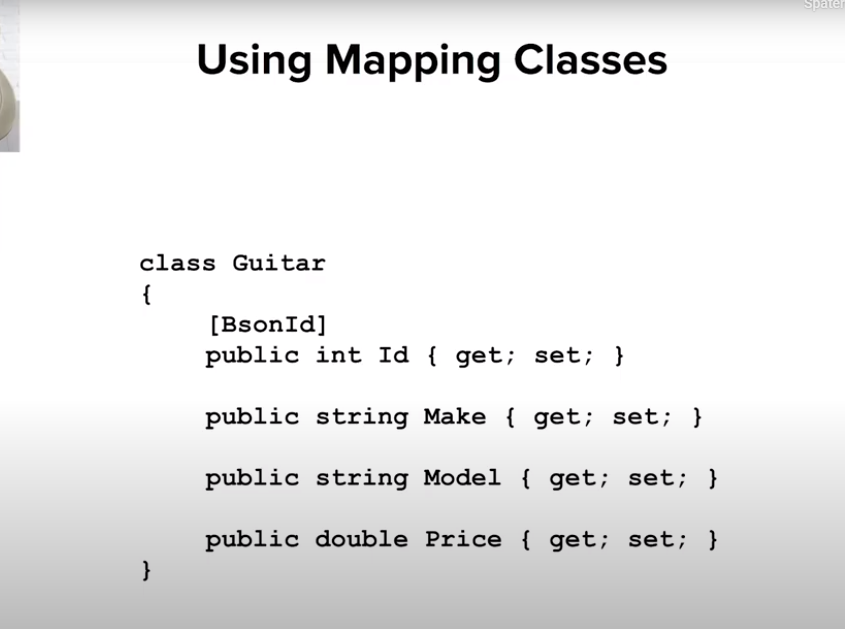 Using Mapping Classes
class Guitar
{
[BsonId]
public int Id { get; set; }
public string Make { get; set; }
public string Model { get; set; }
public double Price { get; set; }
}